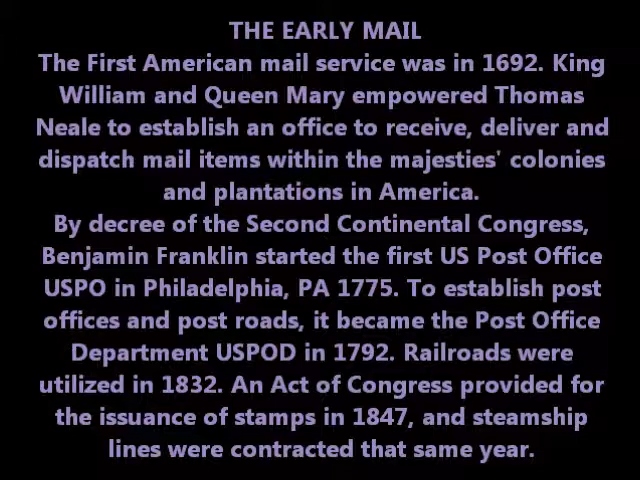 THE EARLY MAIL
The First American mail service was in 1692. King
William and Queen Mary empowered Thomas
Neale to establish an office to receive, deliver and
dispatch mail items within the majesties' colonies
and plantations in America.
By decree of the Second Continental Congress,
Benjamin Franklin started the first US Post Office
USPO in Philadelphia, PA 1775. To establish post
offices and post roads, it became the Post Office
Department USPOD in 1792. Railroads were
utilized in 1832. An Act of Congress provided for
the issuance of stamps in 1847, and steamship
lines were contracted that same year.